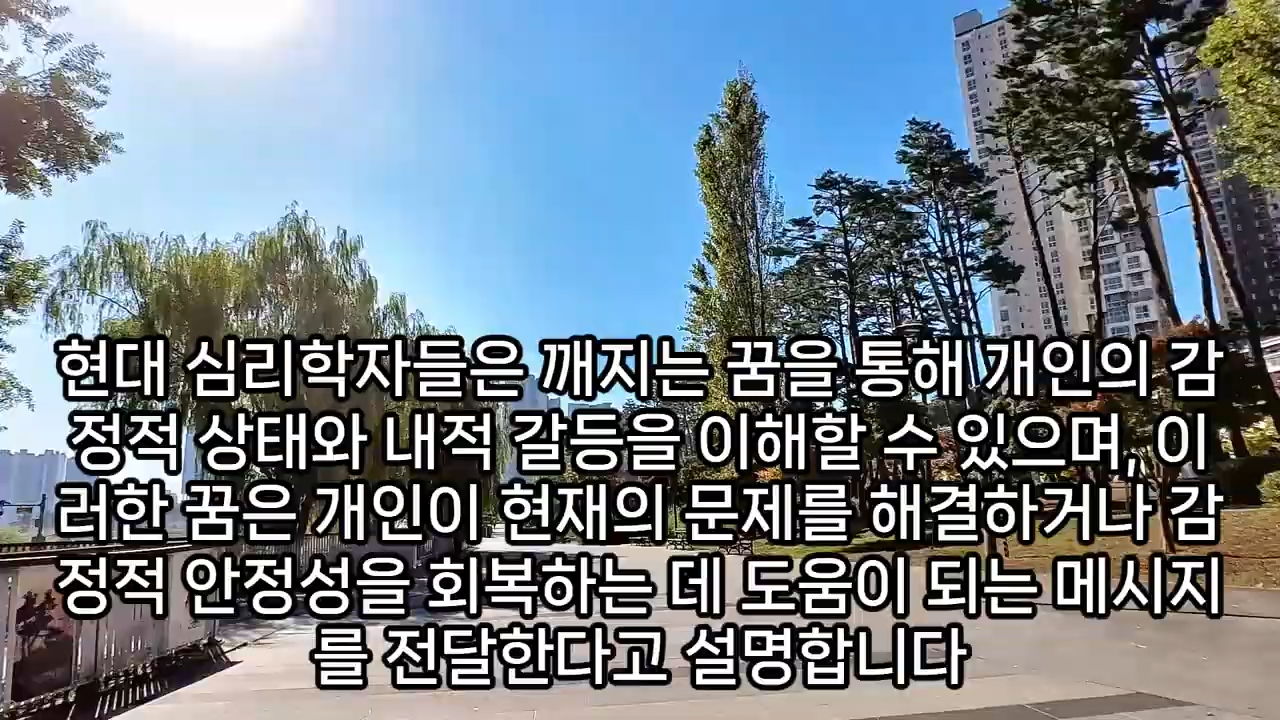 현대 심리학자들은 깨지는 꿈을 통해 개인의 감
정적 상태와 내적 갈등을 이해할 수 있으며, 이
러한 꿈은 개인이 현재의 문제를 해결하거나 감
정적 안정성을 회복하는 데 도움이 되는 메시지
를 전달한다고 설명합니다